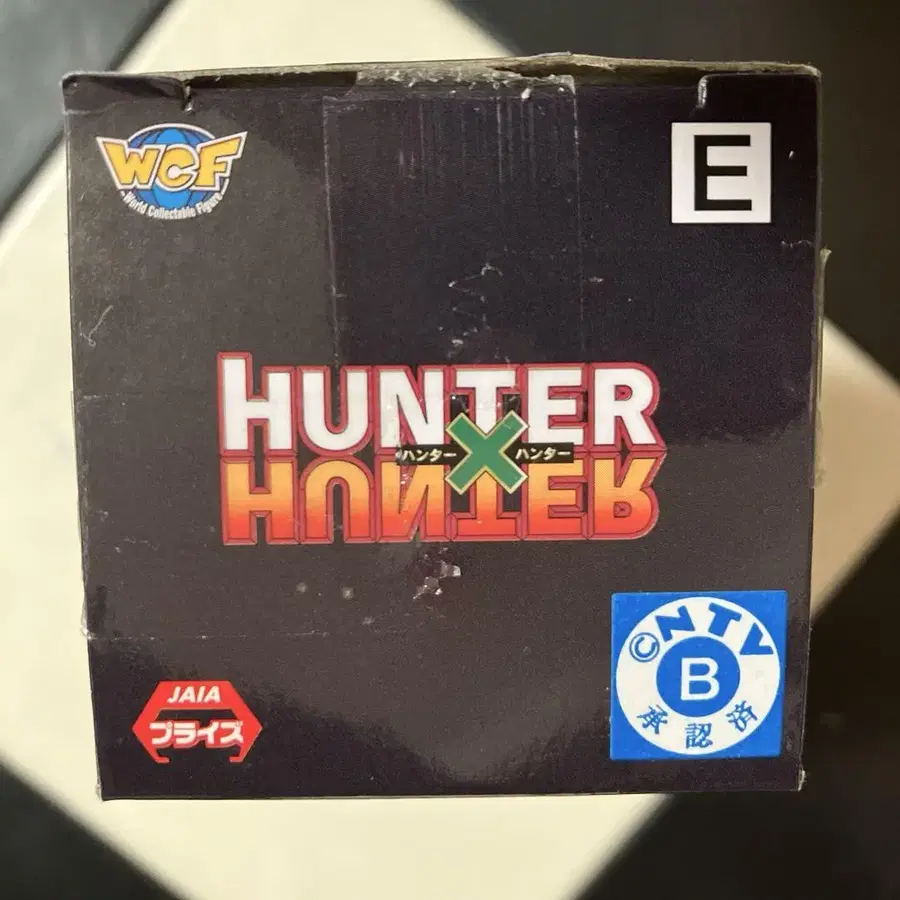 WCF
World Collectable Figure
E
HUNTER
ハンター × ハンター
HUNTER
JAIA
プライズ
©NTV
B
承認済